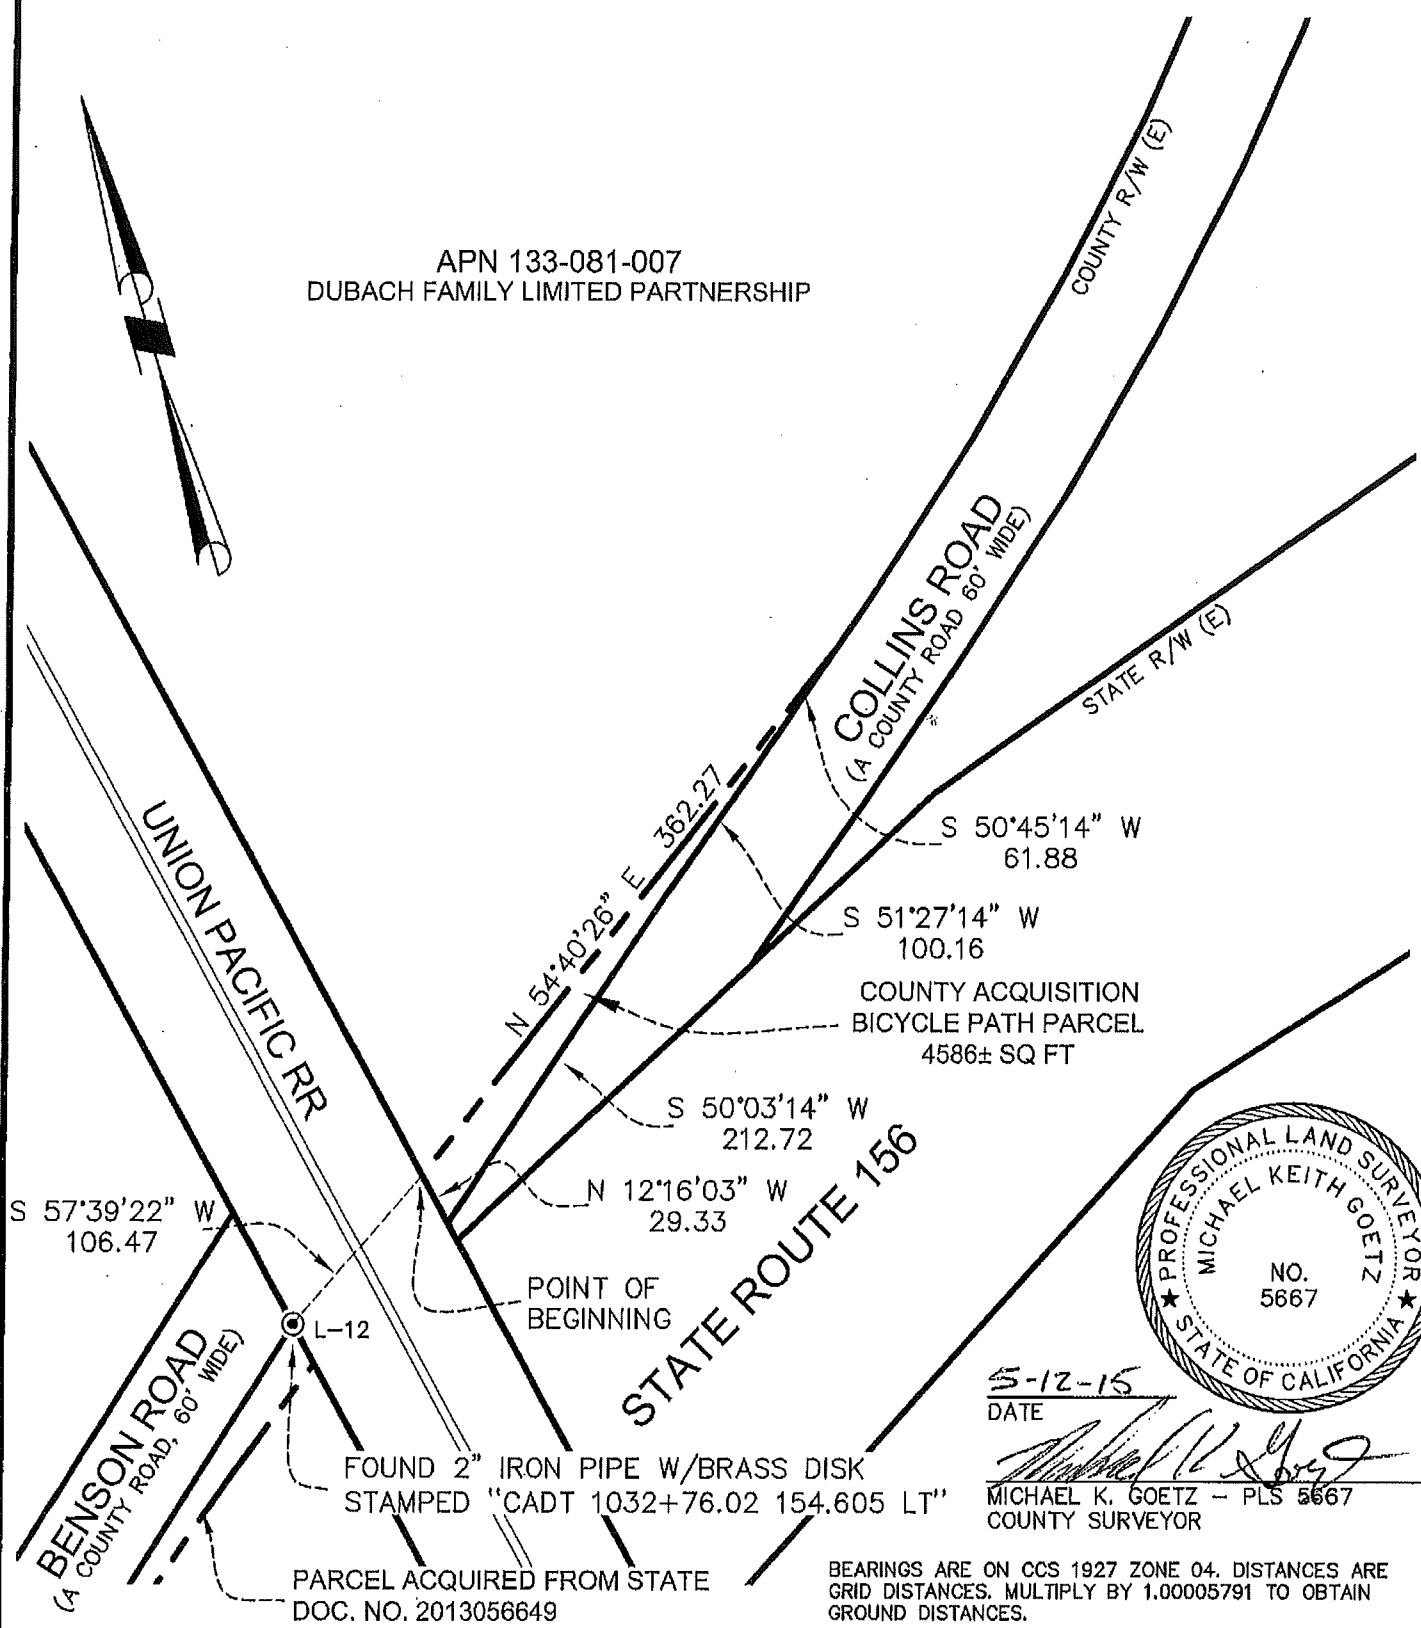 COUNTY R/W (E)
APN 133-081-007
DUBACH FAMILY LIMITED PARTNERSHIP
COLLINS ROAD
(A COUNTY ROAD 60' WIDE)
STATE R/W (E)
N 54°40'26" E 362.27
UNION PACIFIC RR
S 50°45'14" W
61.88
S 51°27'14" W
100.16
COUNTY ACQUISITION
BICYCLE PATH PARCEL
4586± SQ FT
S 50°03'14" W
212.72
N 12°16'03" W
29.33
S 57°39'22" W
106.47
POINT OF
BEGINNING
STATE ROUTE 156
L-12
BENSON ROAD
(A COUNTY ROAD, 60' WIDE)
FOUND 2" IRON PIPE W/BRASS DISK
STAMPED "CADT 1032+76.02 154.605 LT"
PARCEL ACQUIRED FROM STATE
DOC. NO. 2013056649
PROFESSIONAL LAND SURVEYOR
MICHAEL KEITH GOETZ
NO.
5667
STATE OF CALIFORNIA
5-12-15
DATE
MICHAEL K. GOETZ - PLS 5667
COUNTY SURVEYOR
BEARINGS ARE ON CCS 1927 ZONE 04. DISTANCES ARE
GRID DISTANCES. MULTIPLY BY 1.00005791 TO OBTAIN
GROUND DISTANCES.